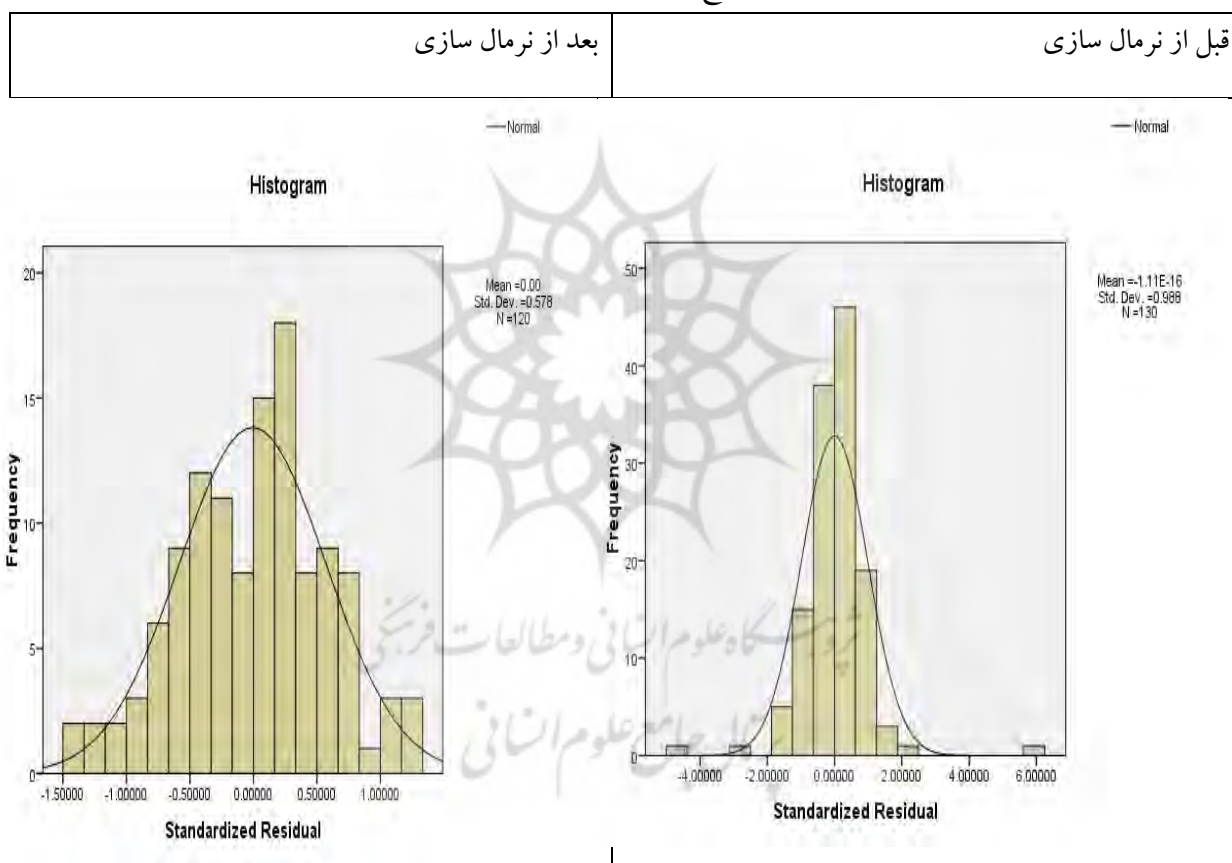 قبل از نرمال سازی
بعد از نرمال سازی
Normal
Histogram
Mean =-1.11E-16
Std. Dev. =0.988
N =130
50
40
30
20
10
0
Frequency
-4.00000 -2.00000 0.00000 2.00000 4.00000 6.00000
Standardized Residual
Normal
Histogram
Mean =0.00
Std. Dev. =0.578
N =120
20
15
10
5
0
Frequency
-1.50000 -1.00000 -0.50000 0.00000 0.50000 1.00000
Standardized Residual
پژوهشگاه علوم انسانی و مطالعات فرهنگی
جامع علوم انسانی